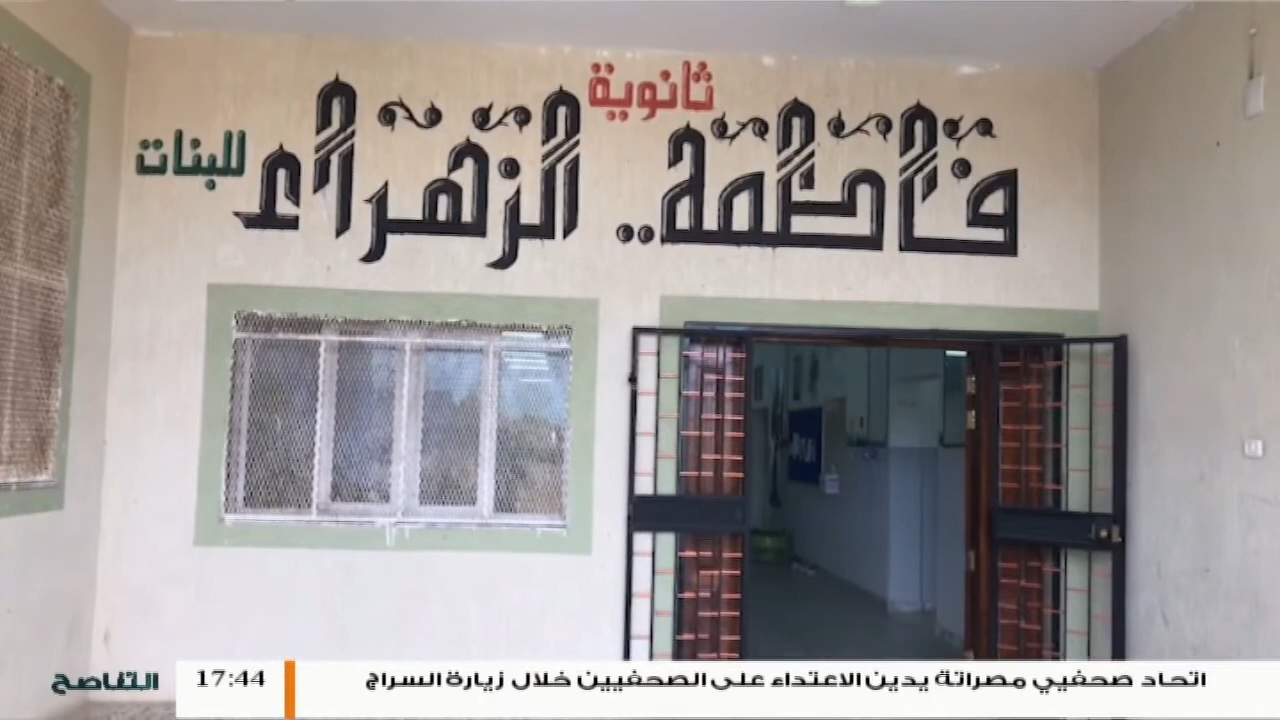 ثانوية
فاطمة.. الزهراء
للبنات
اتحاد صحفيي مصراتة يدين الاعتداء على الصحفيين خلال زيارة السراج
17:44
التناصح